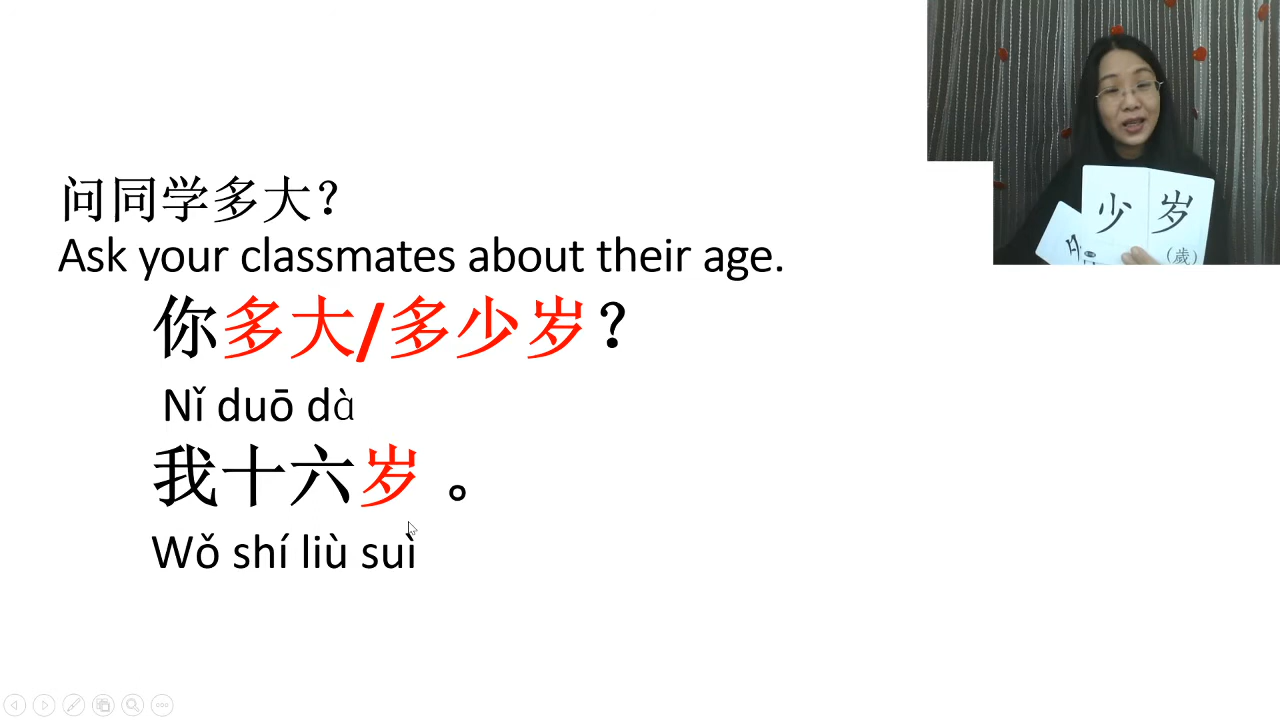 问同学多大?
Ask your classmates about their age.
你多大/多少岁?
Nǐ duō dà
我十六岁 。
Wǒ shí liù suì
少 岁
(歲)